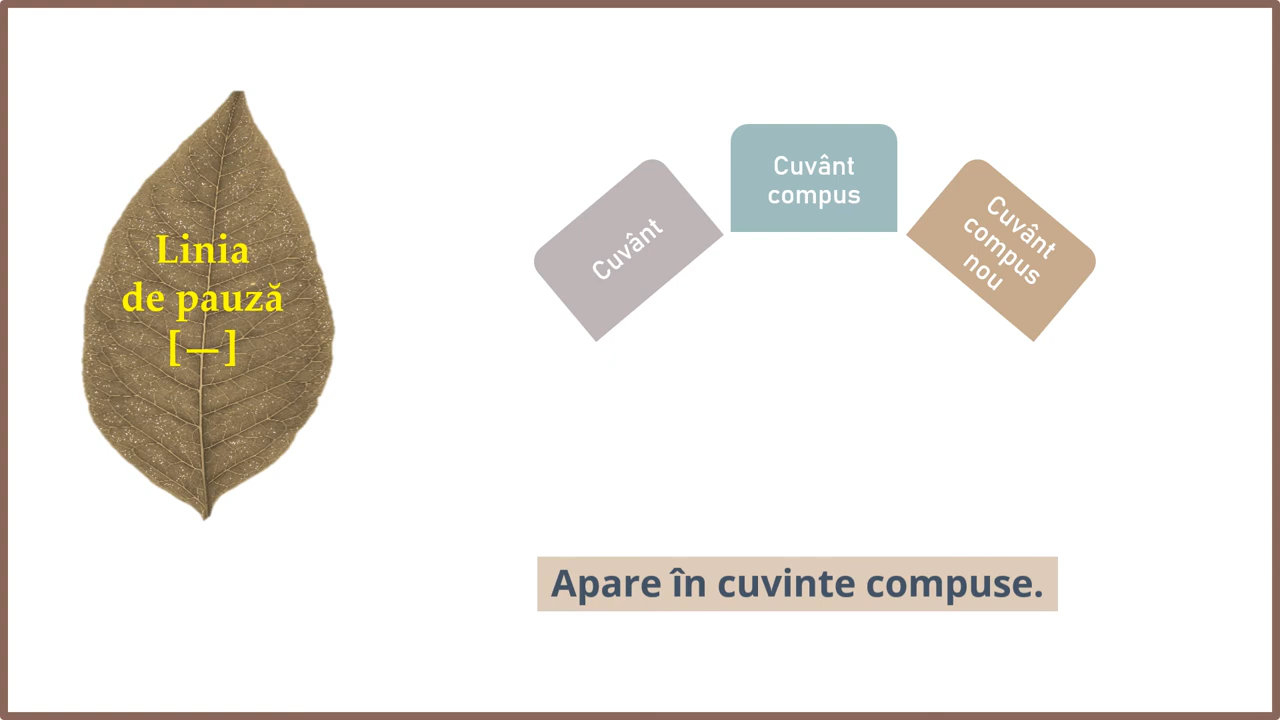 Linia
de pauză
[—]
Cuvânt
Cuvânt
compus
Cuvânt
compus
nou
Apare în cuvinte compuse.